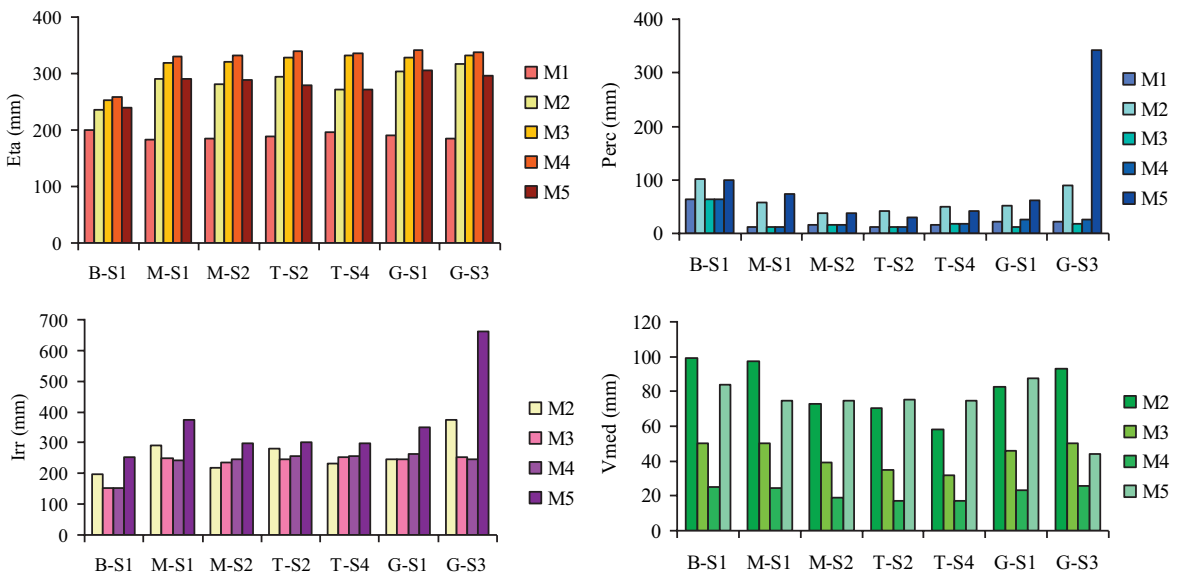 400
300
200
100
0
Eta (mm)
B-S1 M-S1 M-S2 T-S2 T-S4 G-S1 G-S3
M1
M2
M3
M4
M5
400
300
200
100
0
Perc (mm)
B-S1 M-S1 M-S2 T-S2 T-S4 G-S1 G-S3
M1
M2
M3
M4
M5
700
600
500
400
300
200
100
0
Irr (mm)
B-S1 M-S1 M-S2 T-S2 T-S4 G-S1 G-S3
M2
M3
M4
M5
120
100
80
60
40
20
0
Vmed (mm)
B-S1 M-S1 M-S2 T-S2 T-S4 G-S1 G-S3
M2
M3
M4
M5